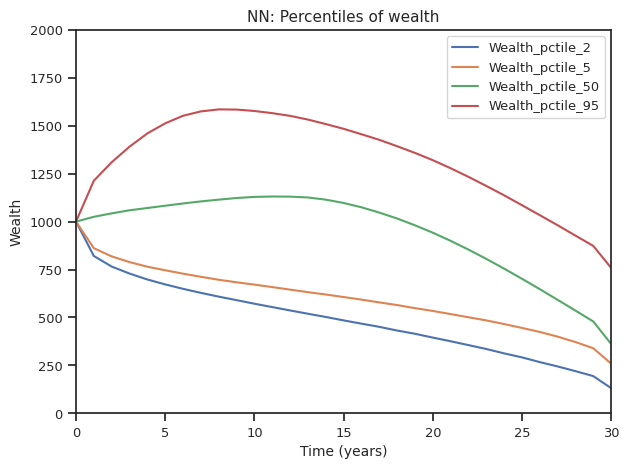 NN: Percentiles of wealth
Wealth_pctile_2
Wealth_pctile_5
Wealth_pctile_50
Wealth_pctile_95
2000
1750
1500
1250
1000
750
500
250
0
Wealth
0 5 10 15 20 25 30
Time (years)